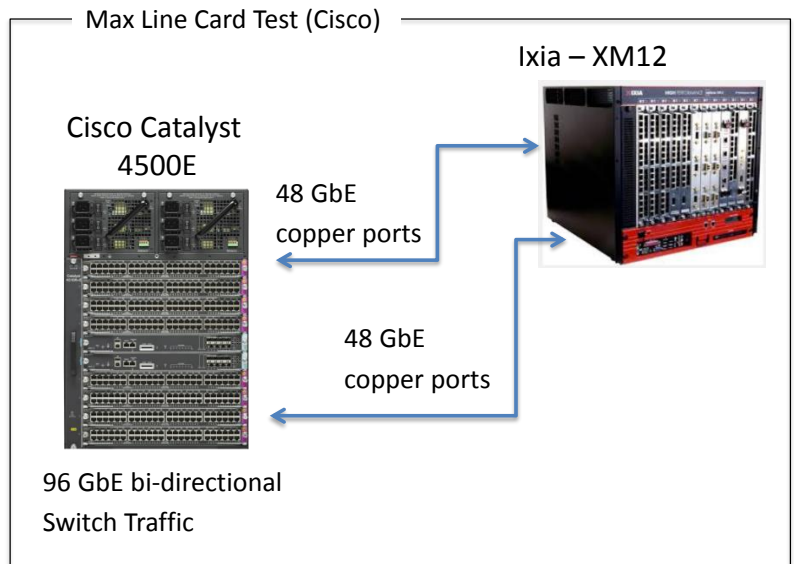 Max Line Card Test (Cisco)
Ixia – XM12
Cisco Catalyst
4500E
48 GbE
copper ports
48 GbE
copper ports
96 GbE bi-directional
Switch Traffic